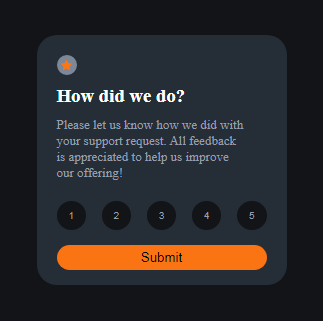 How did we do?
Please let us know how we did with
your support request. All feedback
is appreciated to help us improve
our offering!
1 2 3 4 5
Submit